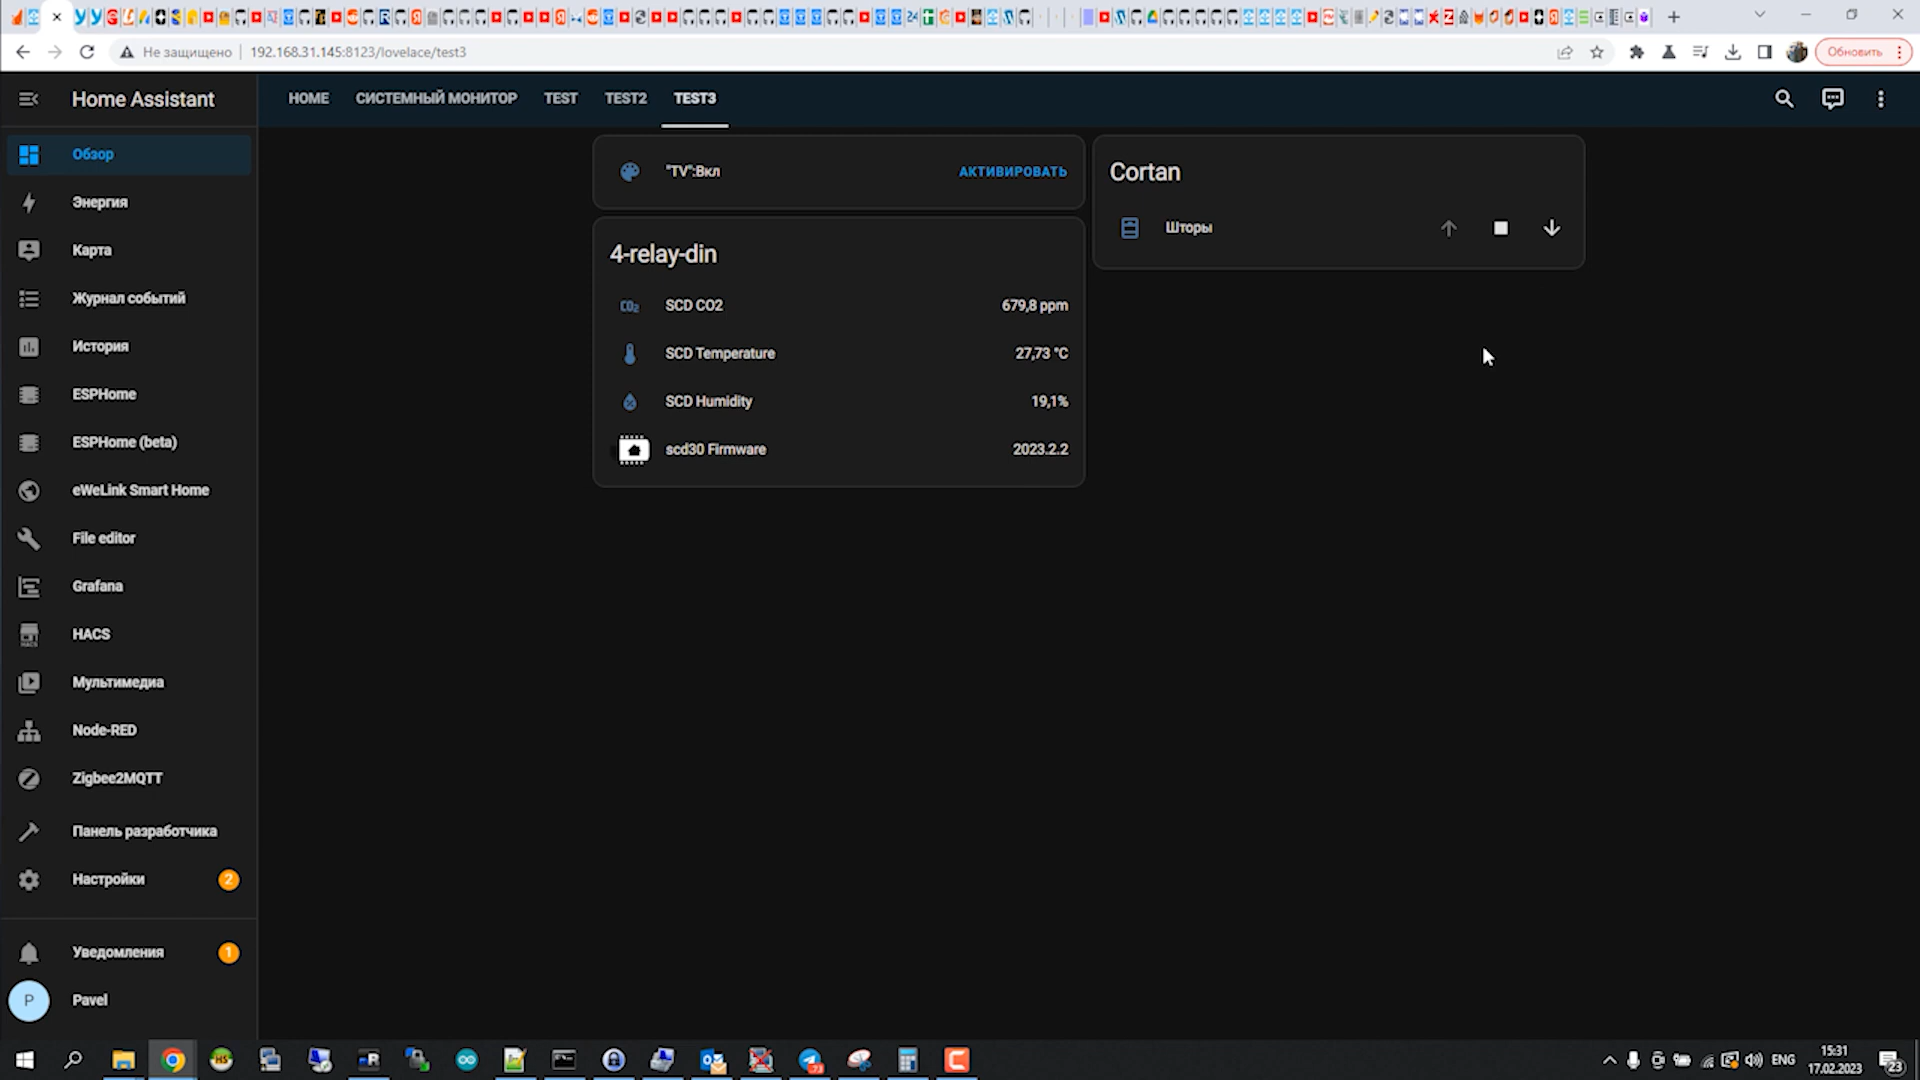 Не защищено
192.168.31.145:8123/lovelace/test3
Обновить
Home Assistant
HOME
СИСТЕМНЫЙ МОНИТОР
TEST
TEST2
TEST3
Обзор
Энергия
Карта
Журнал событий
История
ESPHome
ESPHome (beta)
eWeLink Smart Home
File editor
Grafana
HACS
Мультимедиа
Node-RED
Zigbee2MQTT
Панель разработчика
Настройки
2
Уведомления
1
P
Pavel
"TV":Вкл
АКТИВИРОВАТЬ
4-relay-din
CO2
SCD CO2
679,8 ppm
SCD Temperature
27,73 °C
SCD Humidity
19,1%
scd30 Firmware
2023.2.2
Cortan
Шторы
ENG
15:31
17.02.2023
23